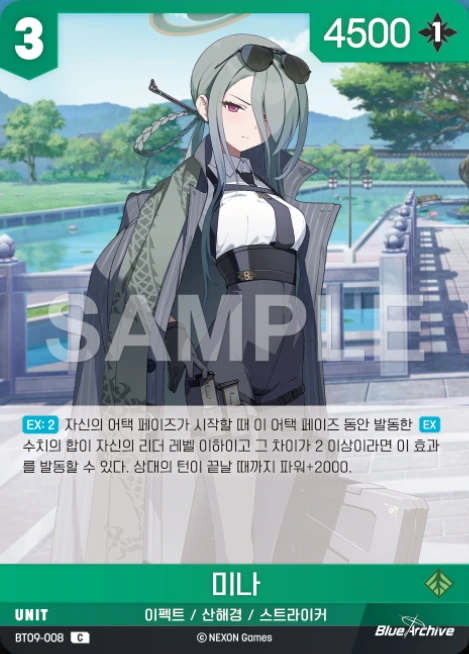 3
4500
1
SAMPLE
EX: 2 자신의 어택 페이즈가 시작할 때 이 어택 페이즈 동안 발동한 EX
수치의 합이 자신의 리더 레벨 이하이고 그 차이가 2 이상이라면 이 효과
를 발동할 수 있다. 상대의 턴이 끝날 때까지 파워+2000.
미나
UNIT
이펙트 / 산해경 / 스트라이커
BT09-008 C
© NEXON Games
Blue Archive